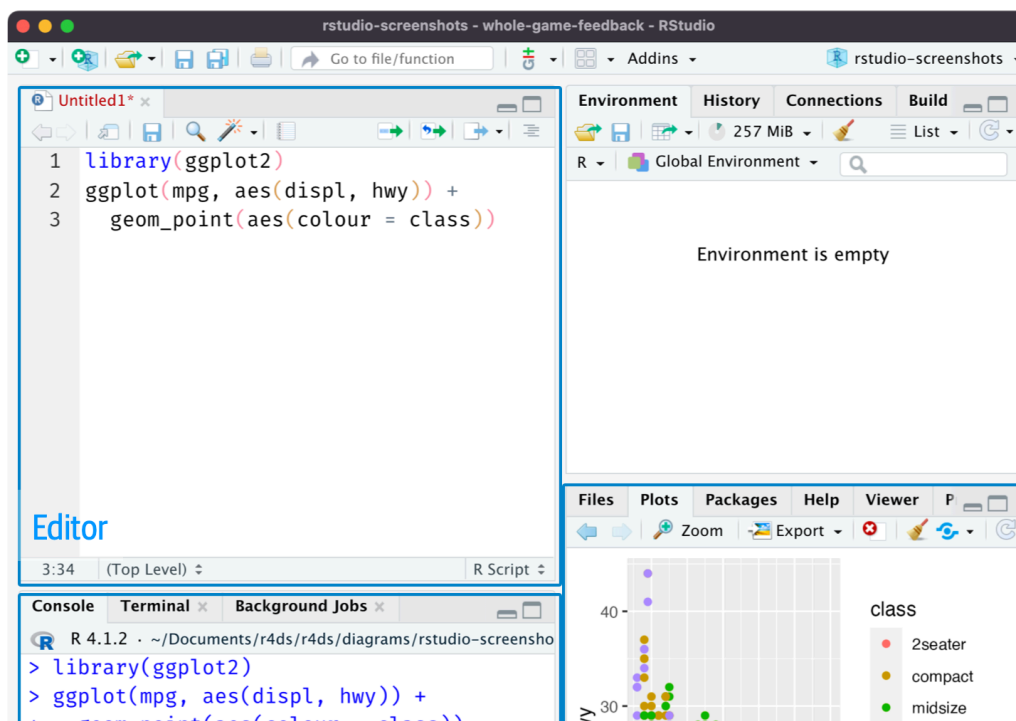 rstudio-screenshots - whole-game-feedback - RStudio
Go to file/function
Addins
rstudio-screenshots
Untitled1*
1 library(ggplot2)
2 ggplot(mpg, aes(displ, hwy)) +
3 geom_point(aes(colour = class))
Editor
3:34 (Top Level) R Script
Environment History Connections Build
257 MiB List
R Global Environment
Environment is empty
Console Terminal Background Jobs
R 4.1.2 · ~/Documents/r4ds/r4ds/diagrams/rstudio-screensho
> library(ggplot2)
> ggplot(mpg, aes(displ, hwy)) +
+ geom_point(aes(colour = class))
Files Plots Packages Help Viewer P
Zoom Export
40
30
class
2seater
compact
midsize